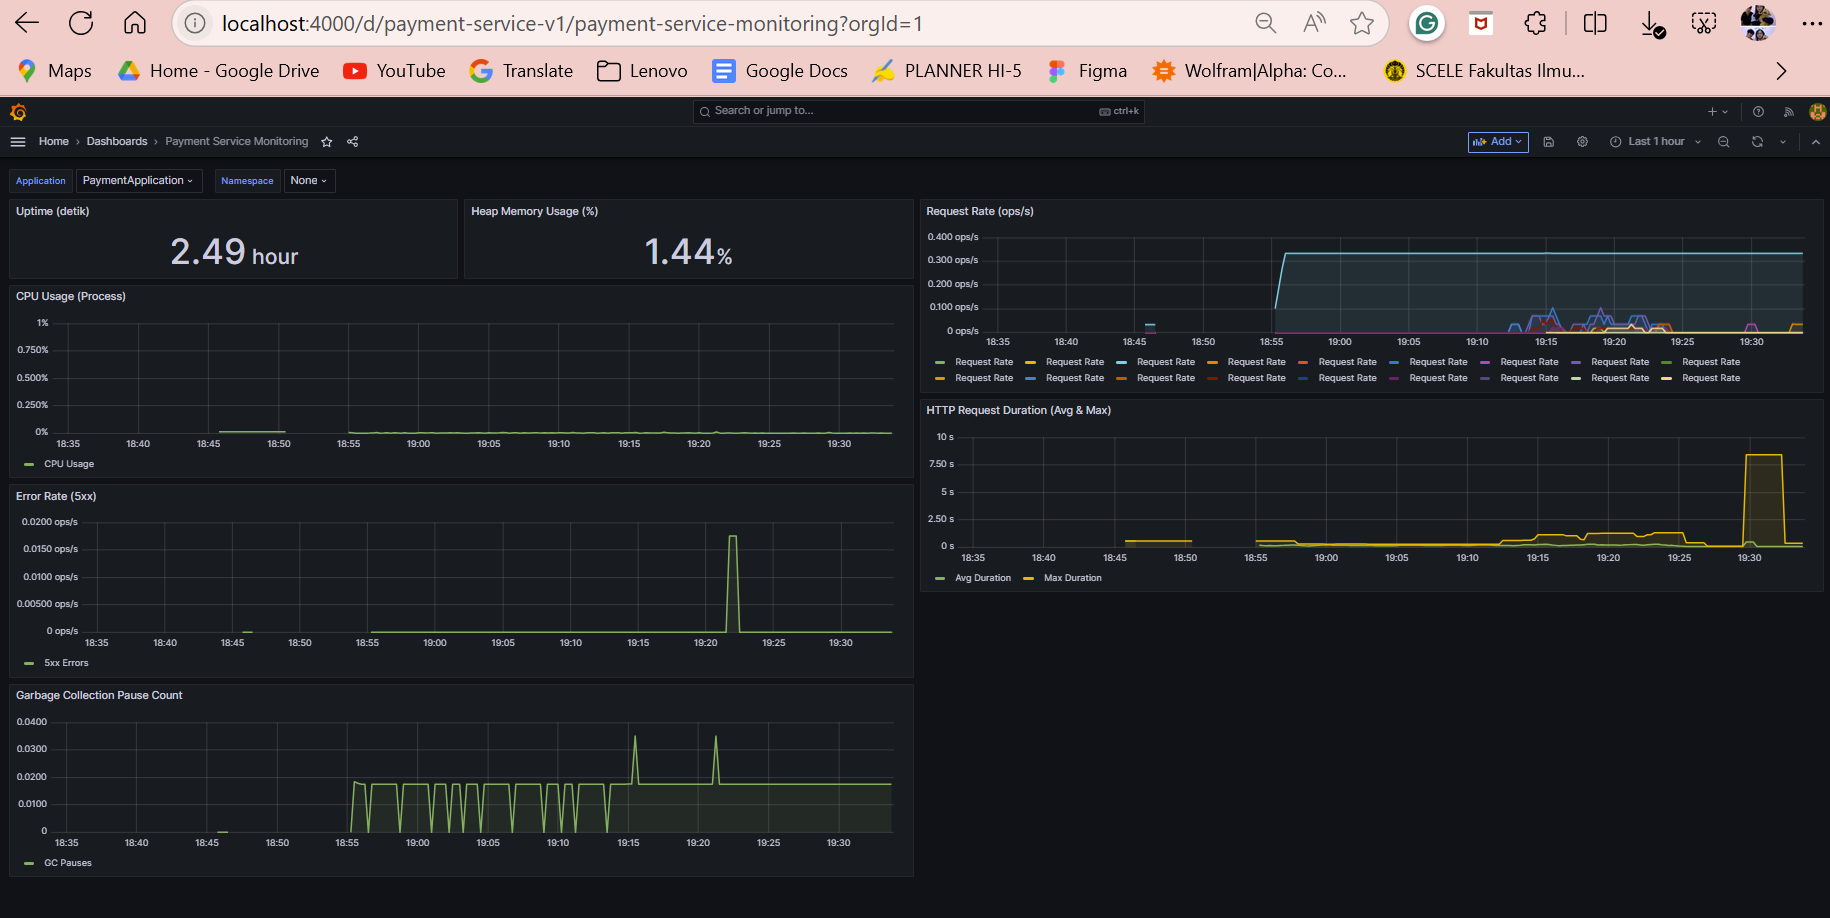 localhost:4000/d/payment-service-v1/payment-service-monitoring?orgId=1
Maps Home - Google Drive YouTube Translate Lenovo Google Docs PLANNER HI-5 Figma Wolfram|Alpha: Co... SCELE Fakultas Ilmu...
Search or jump to... ctrl+k
Home › Dashboards › Payment Service Monitoring Add Last 1 hour
Application PaymentApplication Namespace None
Uptime (detik)
2.49 hour
Heap Memory Usage (%)
1.44%
CPU Usage (Process)
1%
0.750%
0.500%
0.250%
0%
18:35 18:40 18:45 18:50 18:55 19:00 19:05 19:10 19:15 19:20 19:25 19:30
CPU Usage
Error Rate (5xx)
0.0200 ops/s
0.0150 ops/s
0.0100 ops/s
0.00500 ops/s
0 ops/s
18:35 18:40 18:45 18:50 18:55 19:00 19:05 19:10 19:15 19:20 19:25 19:30
5xx Errors
Garbage Collection Pause Count
0.0400
0.0300
0.0200
0.0100
0
18:35 18:40 18:45 18:50 18:55 19:00 19:05 19:10 19:15 19:20 19:25 19:30
GC Pauses
Request Rate (ops/s)
0.400 ops/s
0.300 ops/s
0.200 ops/s
0.100 ops/s
0 ops/s
18:35 18:40 18:45 18:50 18:55 19:00 19:05 19:10 19:15 19:20 19:25 19:30
Request Rate Request Rate Request Rate Request Rate Request Rate Request Rate Request Rate Request Rate Request Rate
Request Rate Request Rate Request Rate Request Rate Request Rate Request Rate Request Rate Request Rate Request Rate
HTTP Request Duration (Avg & Max)
10 s
7.50 s
5 s
2.50 s
0 s
18:35 18:40 18:45 18:50 18:55 19:00 19:05 19:10 19:15 19:20 19:25 19:30
Avg Duration Max Duration